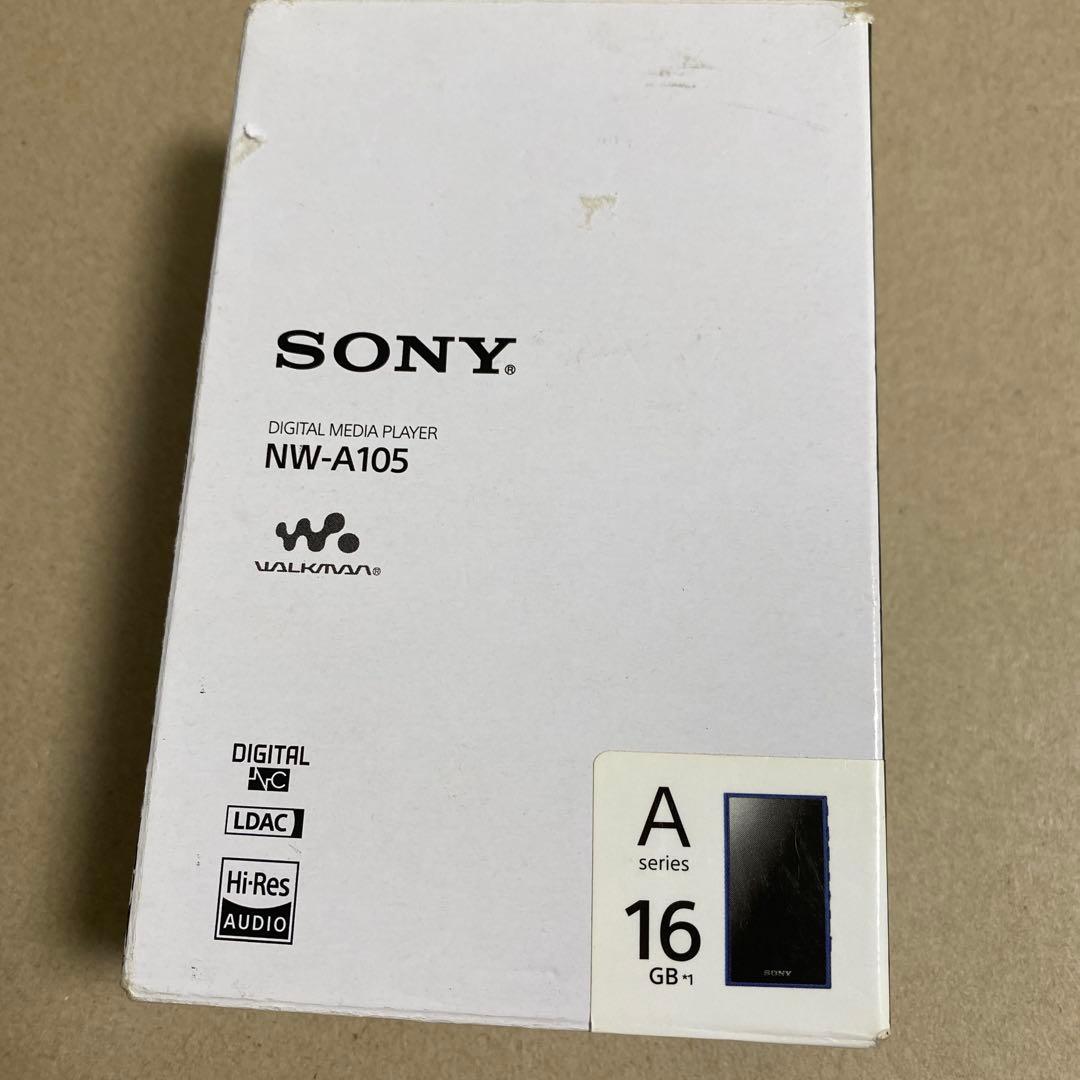 SONY®
DIGITAL MEDIA PLAYER
NW-A105
WALKMAN®
DIGITAL
NC
LDAC
Hi-Res
AUDIO
A
series
16
GB *1
SONY